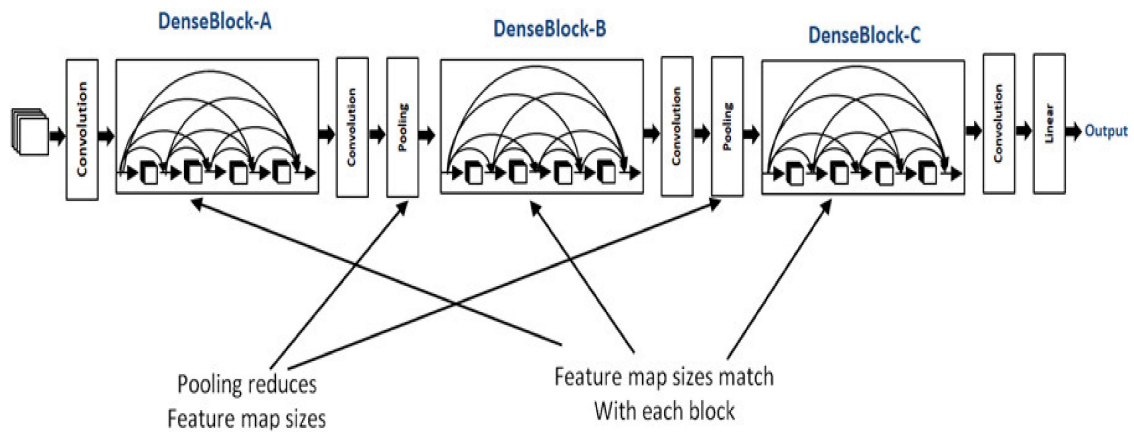 DenseBlock-A
DenseBlock-B
DenseBlock-C
Convolution
Convolution
Pooling
Convolution
Pooling
Convolution
Linear
Output
Pooling reduces
Feature map sizes
Feature map sizes match
With each block